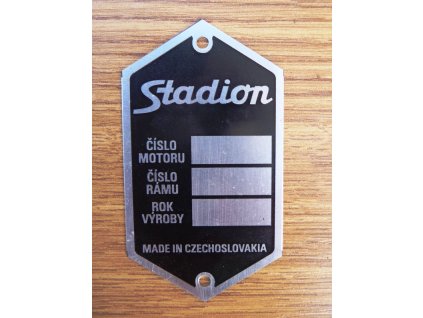 Stadion
ČÍSLO
MOTORU
ČÍSLO
RÁMU
ROK
VÝROBY
MADE IN CZECHOSLOVAKIA